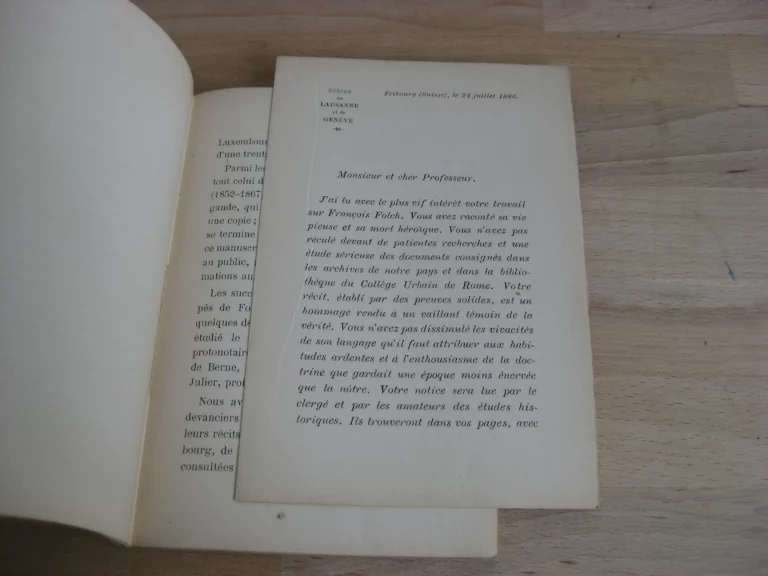 ÉVÊCHÉ
de
LAUSANNE
et de
GENÈVE
Fribourg (Suisse), le 24 juillet 1886.
Monsieur et cher Professeur,
J'ai lu avec le plus vif intérêt votre travail
sur François Folch. Vous avez raconté sa vie
pieuse et sa mort héroïque. Vous n'avez pas
reculé devant de patientes recherches et une
étude sérieuse des documents consignés dans
les archives de notre pays et dans la biblio-
thèque du Collège Urbain de Rome. Votre
récit, établi par des preuves solides, est un
hommage rendu à un vaillant témoin de la
vérité. Vous n'avez pas dissimulé les vivacités
de son langage qu'il faut attribuer aux habi-
tudes ardentes et à l'enthousiasme de la doc-
trine que gardait une époque moins énervée
que la nôtre. Votre notice sera lue par le
clergé et par les amateurs des études his-
toriques. Ils trouveront dans vos pages, avec
Luxembour
d'une trent
Parmi les
tout celui d
(1852-1867
gande, qui
une copie;
se termine
ce manuscr
au public,
mations au
Les succ
pés de Fo
quelques de
étudié le
protonotaire
de Berne,
Julier, prof
Nous av
devanciers
leurs récits
bourg, de
consultées